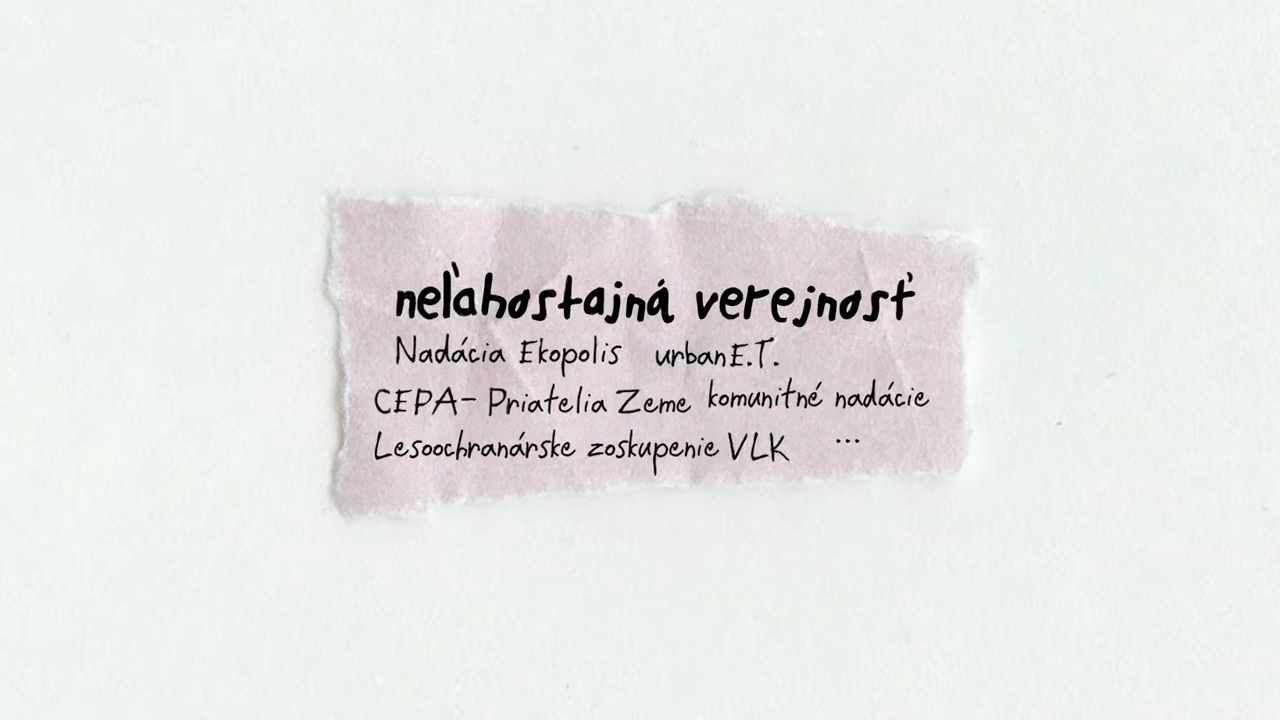 neľahostajná verejnosť
Nadácia Ekopolis urbanE.T.
CEPA- Priatelia Zeme komunitné nadácie
Lesoochranárske zoskupenie VLK ...